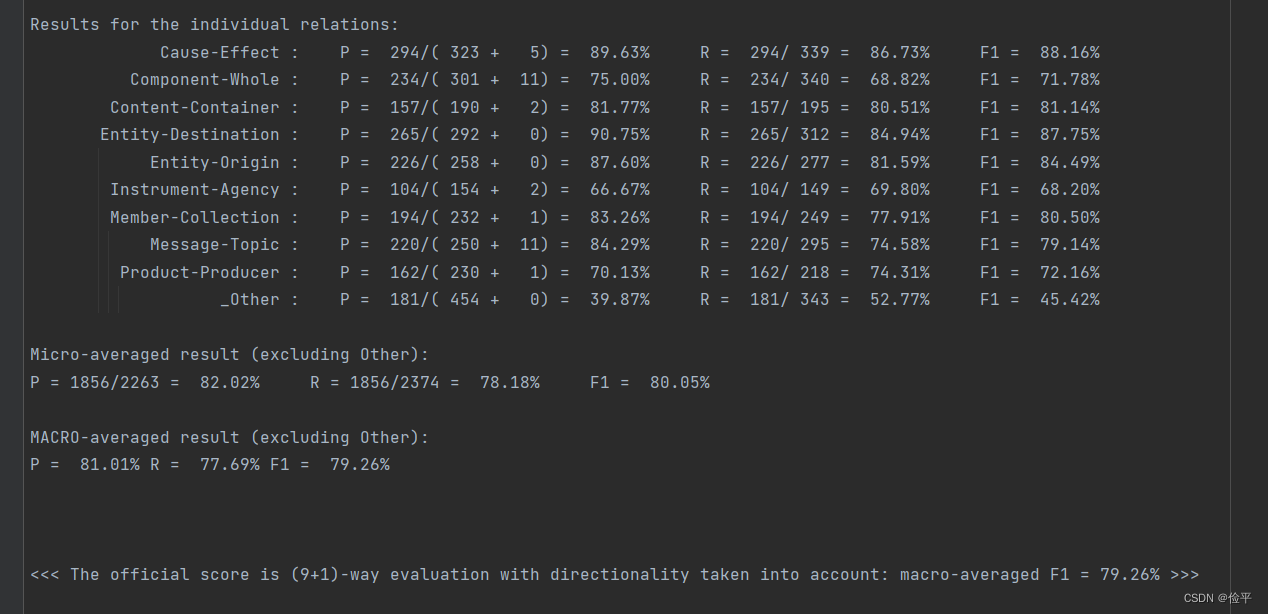 Results for the individual relations:
Cause-Effect :    P =  294/( 323 +   5) =  89.63%     R =  294/ 339 =  86.73%     F1 =  88.16%
Component-Whole :    P =  234/( 301 +  11) =  75.00%     R =  234/ 340 =  68.82%     F1 =  71.78%
Content-Container :    P =  157/( 190 +   2) =  81.77%     R =  157/ 195 =  80.51%     F1 =  81.14%
Entity-Destination :    P =  265/( 292 +   0) =  90.75%     R =  265/ 312 =  84.94%     F1 =  87.75%
Entity-Origin :    P =  226/( 258 +   0) =  87.60%     R =  226/ 277 =  81.59%     F1 =  84.49%
Instrument-Agency :    P =  104/( 154 +   2) =  66.67%     R =  104/ 149 =  69.80%     F1 =  68.20%
Member-Collection :    P =  194/( 232 +   1) =  83.26%     R =  194/ 249 =  77.91%     F1 =  80.50%
Message-Topic :    P =  220/( 250 +  11) =  84.29%     R =  220/ 295 =  74.58%     F1 =  79.14%
Product-Producer :    P =  162/( 230 +   1) =  70.13%     R =  162/ 218 =  74.31%     F1 =  72.16%
_Other :    P =  181/( 454 +   0) =  39.87%     R =  181/ 343 =  52.77%     F1 =  45.42%
Micro-averaged result (excluding Other):
P = 1856/2263 =  82.02%     R = 1856/2374 =  78.18%     F1 =  80.05%
MACRO-averaged result (excluding Other):
P =  81.01% R =  77.69% F1 =  79.26%
<<< The official score is (9+1)-way evaluation with directionality taken into account: macro-averaged F1 = 79.26% >>>
CSDN @俭平